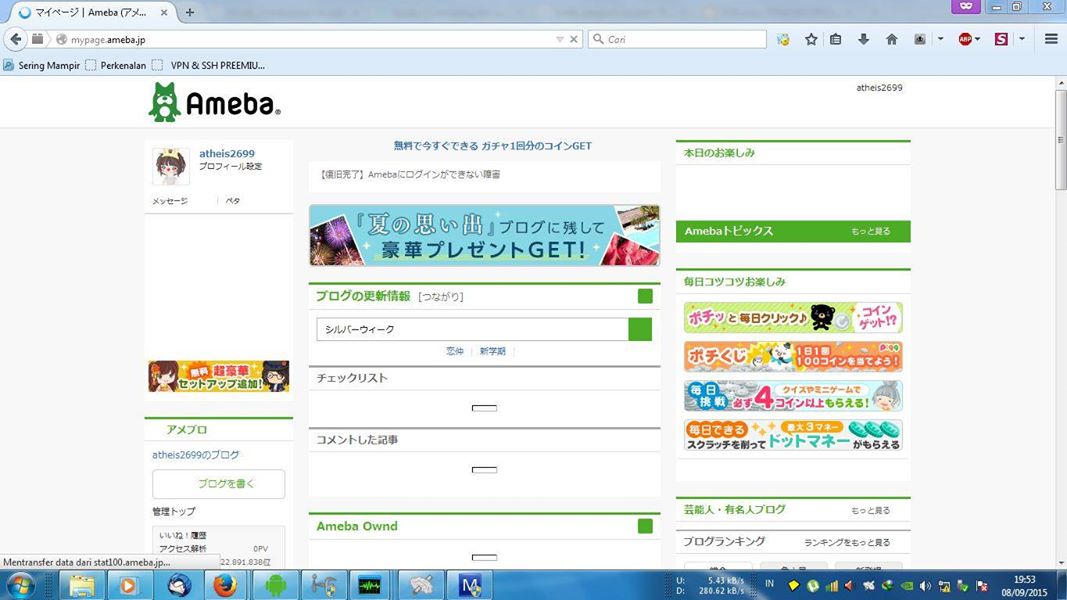 マイページ | Ameba (アメ...
mypage.ameba.jp
Cari
ABP
S
Sering Mampir
Perkenalan
VPN & SSH PREEMIU...
Ameba
atheis2699
atheis2699
プロフィール設定
メッセージ
ペタ
無料
超豪華
セットアップ追加!
アメブロ
atheis2699のブログ
ブログを書く
管理トップ
いいね!履歴
アクセス解析
0PV
22.891.838位
無料で今すぐできる ガチャ1回分のコインGET
【復旧完了】Amebaにログインができない障害
『夏の思い出』ブログに残して
豪華プレゼントGET!
ブログの更新情報 [つながり]
シルバーウィーク
恋仲
新学期
チェックリスト
コメントした記事
Ameba Ownd
本日のお楽しみ
Amebaトピックス
もっと見る
毎日コツコツお楽しみ
ポチッと毎日クリック♪
コイン
ゲット!?
ポチくじ
1日1回
100コインを当てよう!
毎日
挑戦
クイズやミニゲームで
必ず4コイン以上もらえる!
毎日できる
最大3マネー
スクラッチを削ってドットマネーがもらえる
芸能人・有名人ブログ
もっと見る
ブログランキング
ランキングをもっと見る
Mentransfer data dari stat100.ameba.jp...
U: 5.43 kB/s
D: 280.62 kB/s
IN
19:53
08/09/2015